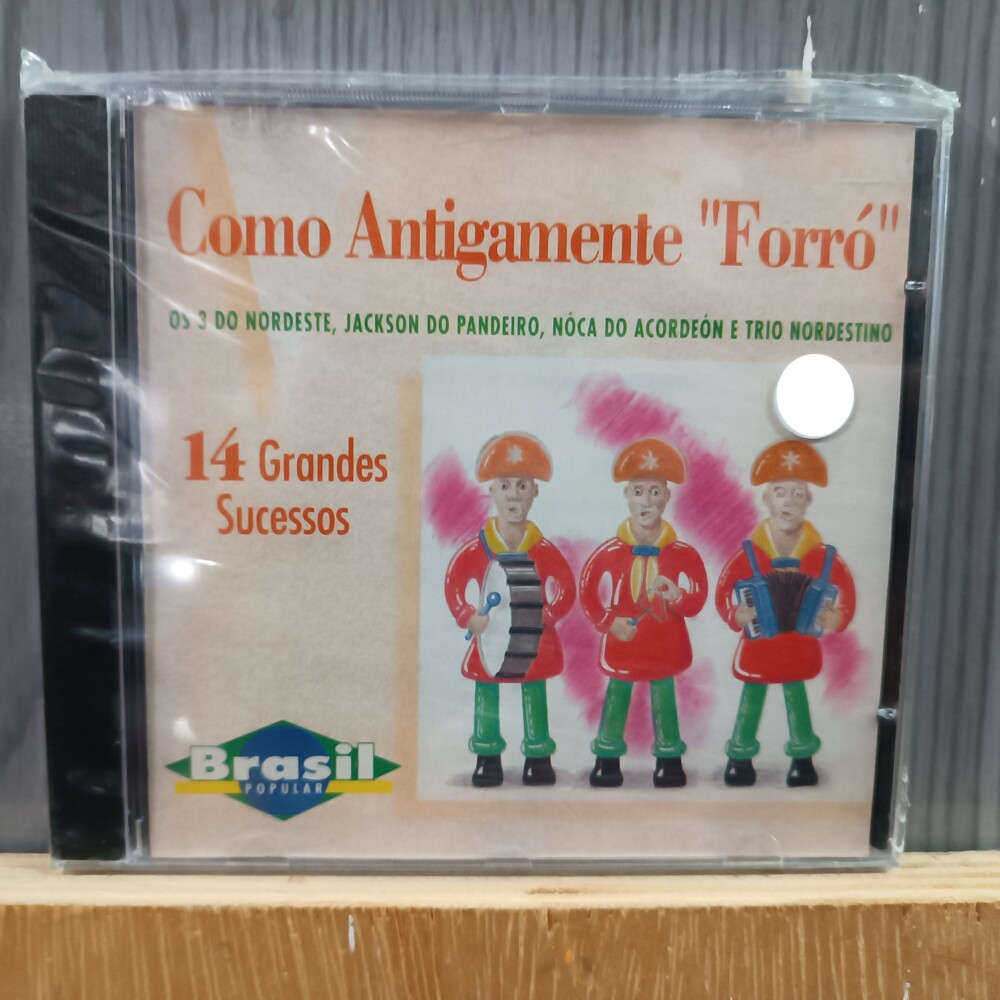 Como Antigamente "Forró"
OS 3 DO NORDESTE, JACKSON DO PANDEIRO, NÓCA DO ACORDEÓN E TRIO NORDESTINO
14 Grandes
Sucessos
Brasil
POPULAR